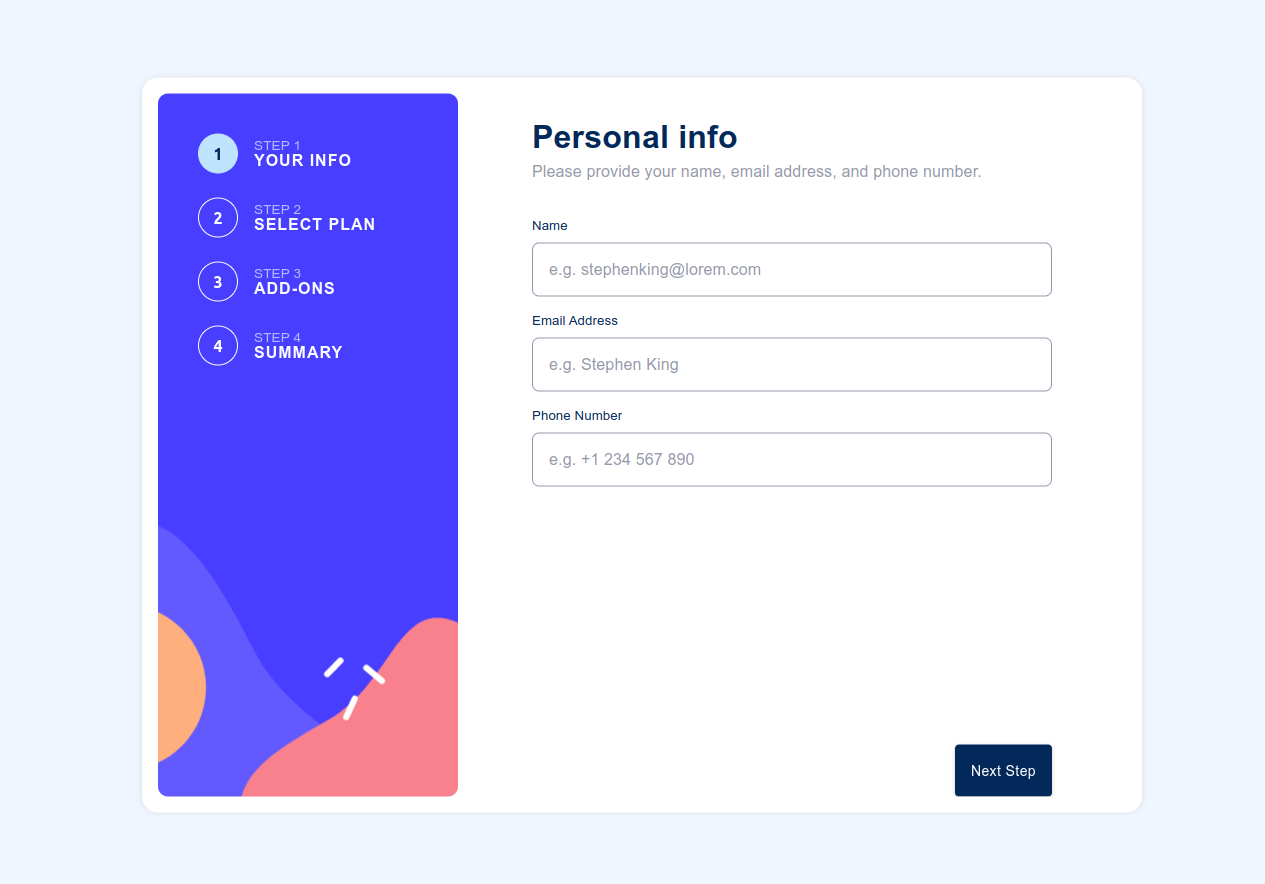 1
STEP 1
YOUR INFO
2
STEP 2
SELECT PLAN
3
STEP 3
ADD-ONS
4
STEP 4
SUMMARY
Personal info
Please provide your name, email address, and phone number.
Name
e.g. stephenking@lorem.com
Email Address
e.g. Stephen King
Phone Number
e.g. +1 234 567 890
Next Step